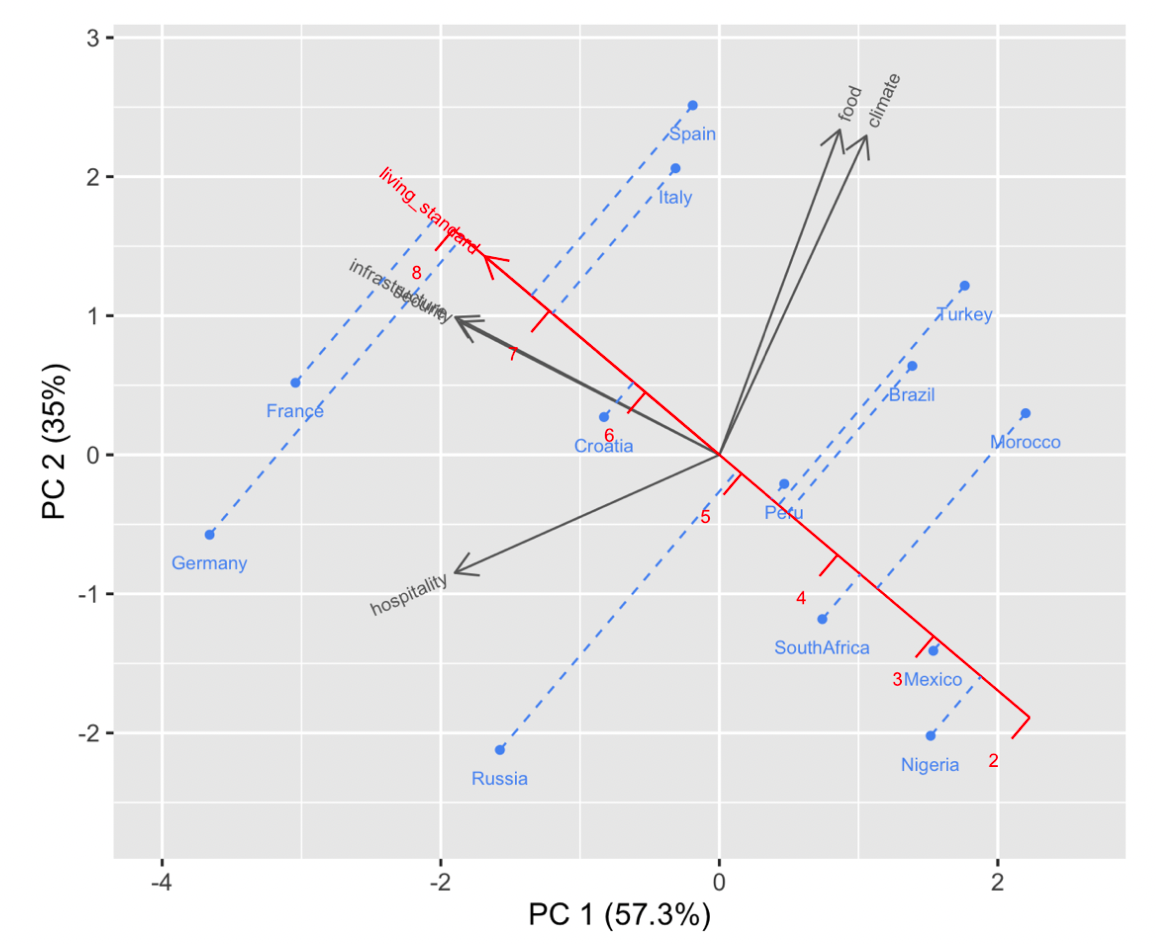 3
2
1
0
-1
-2
PC 2 (35%)
-4
-2
0
2
PC 1 (57.3%)
food
climate
Spain
Italy
living_standard
8
infrastructure
security
7
Turkey
Brazil
France
Morocco
6
Croatia
5
Peru
Germany
hospitality
4
SouthAfrica
3
Mexico
Nigeria
2
Russia